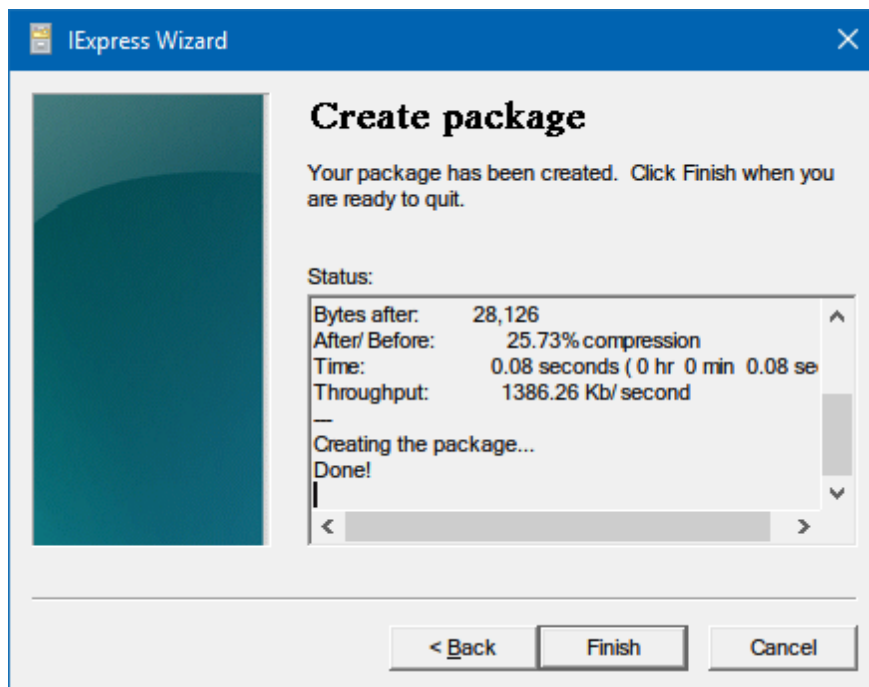 IExpress Wizard
Create package
Your package has been created. Click Finish when you
are ready to quit.
Status:
Bytes after: 28,126
After/ Before: 25.73% compression
Time: 0.08 seconds ( 0 hr 0 min 0.08 se
Throughput: 1386.26 Kb/ second
---
Creating the package...
Done!
< Back Finish Cancel